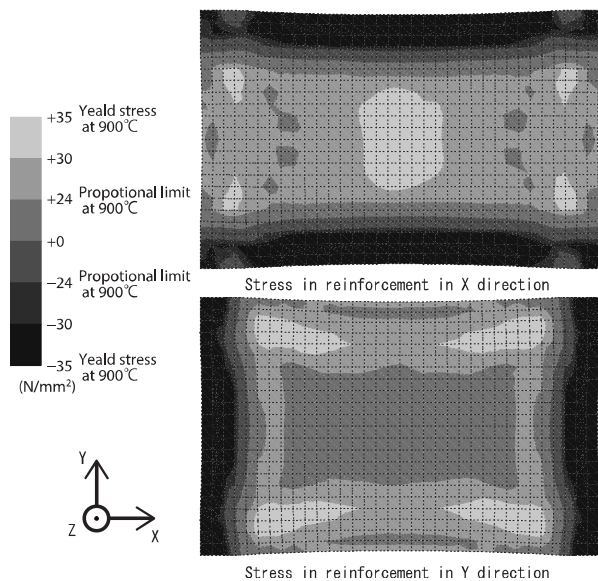 +35 Yeald stress
at 900℃
+30
+24 Propotional limit
at 900℃
+0
−24 Propotional limit
at 900℃
−30
−35 Yeald stress
at 900℃
(N/mm²)
Stress in reinforcement in X direction
Y
Z
X
Stress in reinforcement in Y direction